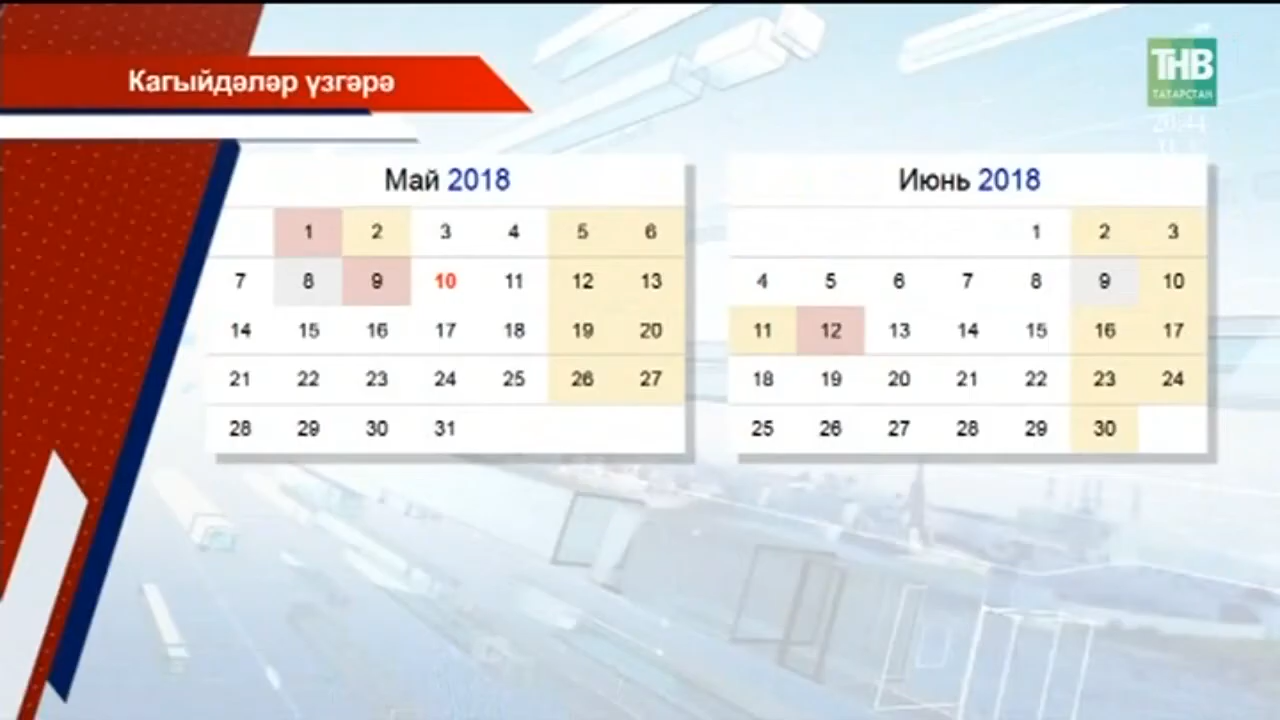 Кагыйдәләр үзгәрә
ТНВ
ТАТАРСТАН
20:44
Май 2018
1 2 3 4 5 6
7 8 9 10 11 12 13
14 15 16 17 18 19 20
21 22 23 24 25 26 27
28 29 30 31
Июнь 2018
1 2 3
4 5 6 7 8 9 10
11 12 13 14 15 16 17
18 19 20 21 22 23 24
25 26 27 28 29 30